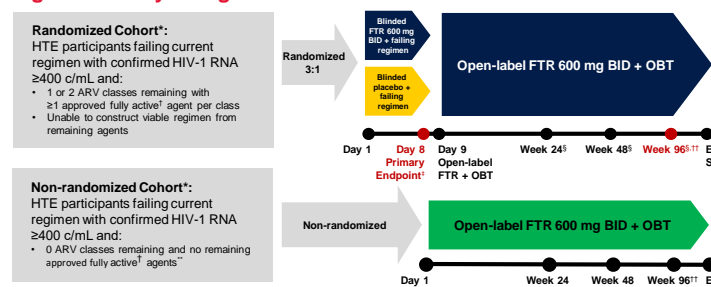 Randomized Cohort*:
HTE participants failing current
regimen with confirmed HIV-1 RNA
≥400 c/mL and:
• 1 or 2 ARV classes remaining with
≥1 approved fully active† agent per class
• Unable to construct viable regimen from
remaining agents
Randomized
3:1
Blinded
FTR 600 mg
BID + failing
regimen
Blinded
placebo +
failing
regimen
Open-label FTR 600 mg BID + OBT
Day 1
Day 8
Primary
Endpoint‡
Day 9
Open-label
FTR + OBT
Week 24§
Week 48§
Week 96§,††
Non-randomized Cohort*:
HTE participants failing current
regimen with confirmed HIV-1 RNA
≥400 c/mL and:
• 0 ARV classes remaining and no remaining
approved fully active† agents**
Non-randomized
Open-label FTR 600 mg BID + OBT
Day 1
Week 24
Week 48
Week 96††